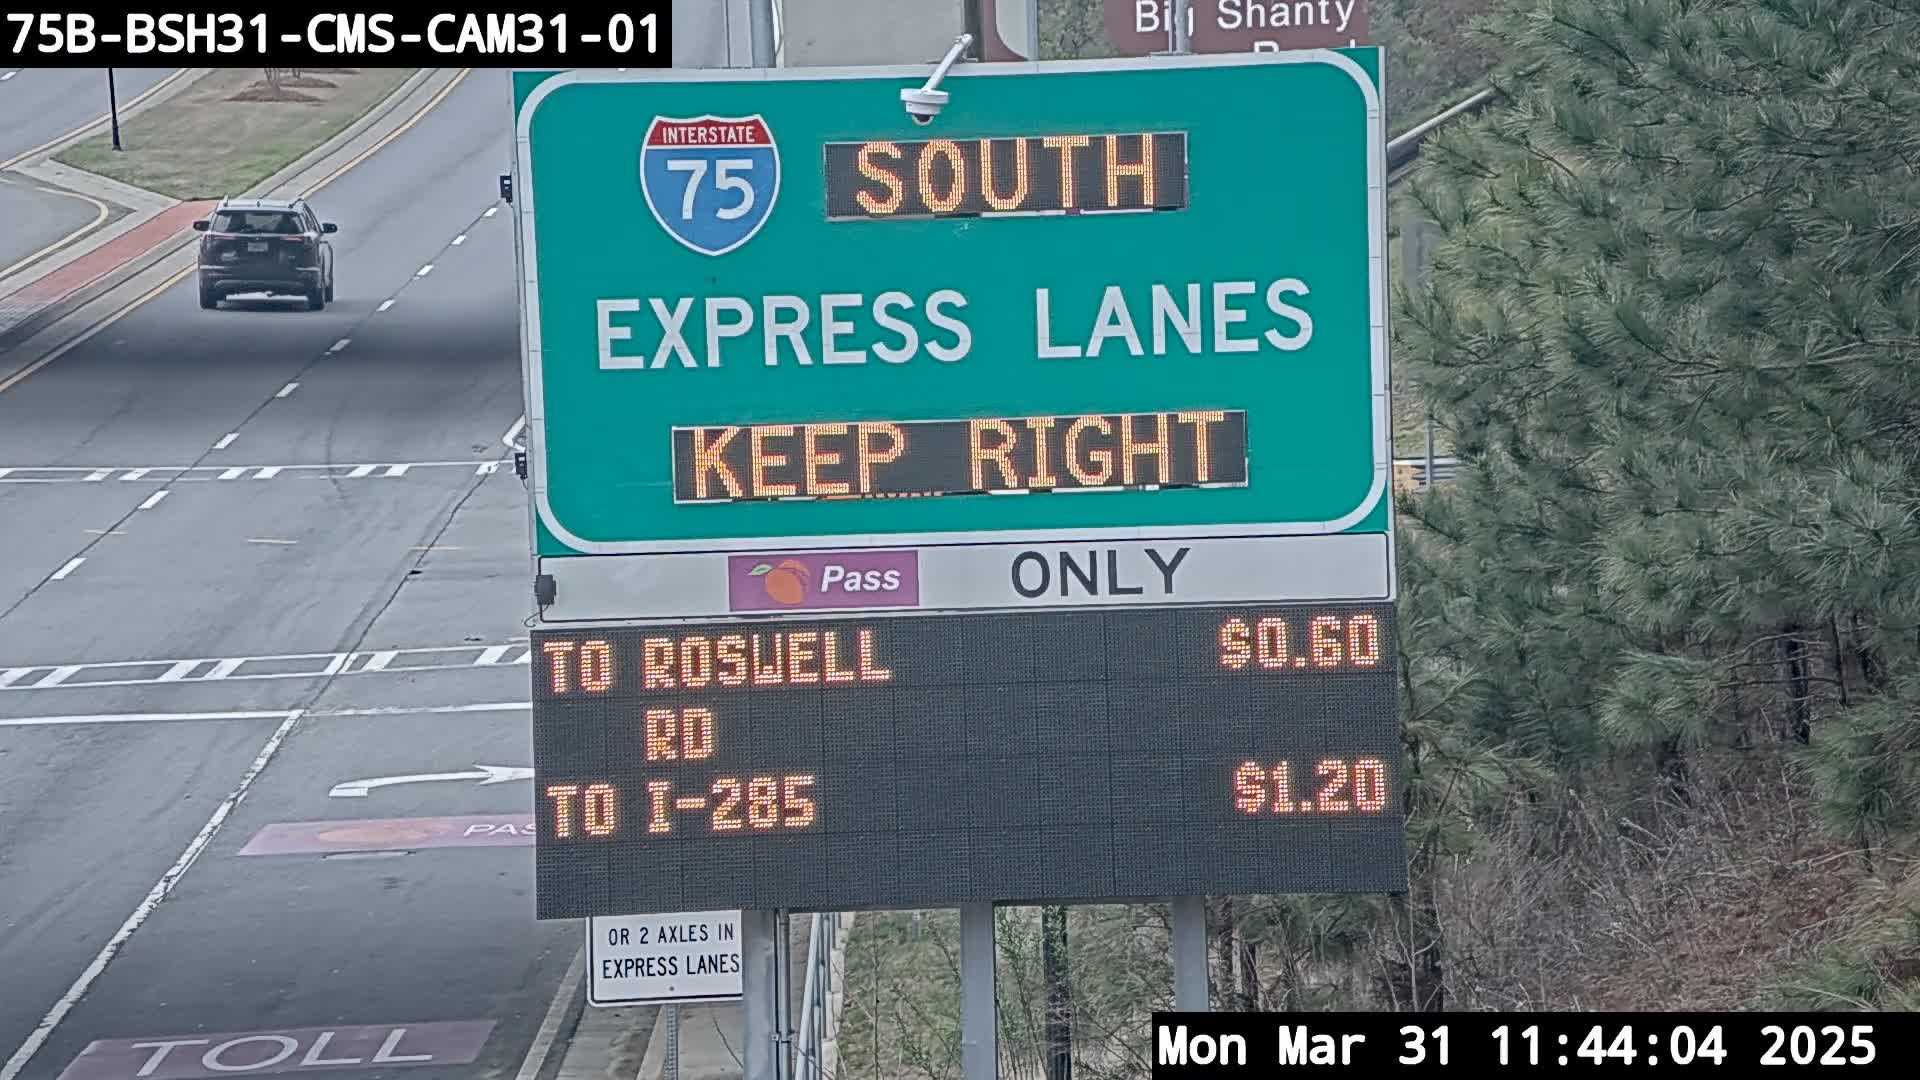 75B-BSH31-CMS-CAM31-01
Big Shanty
INTERSTATE
75
SOUTH
EXPRESS LANES
KEEP RIGHT
Pass
ONLY
TO ROSWELL $0.60
RD
TO I-285 $1.20
OR 2 AXLES IN
EXPRESS LANES
TOLL
Mon Mar 31 11:44:04 2025